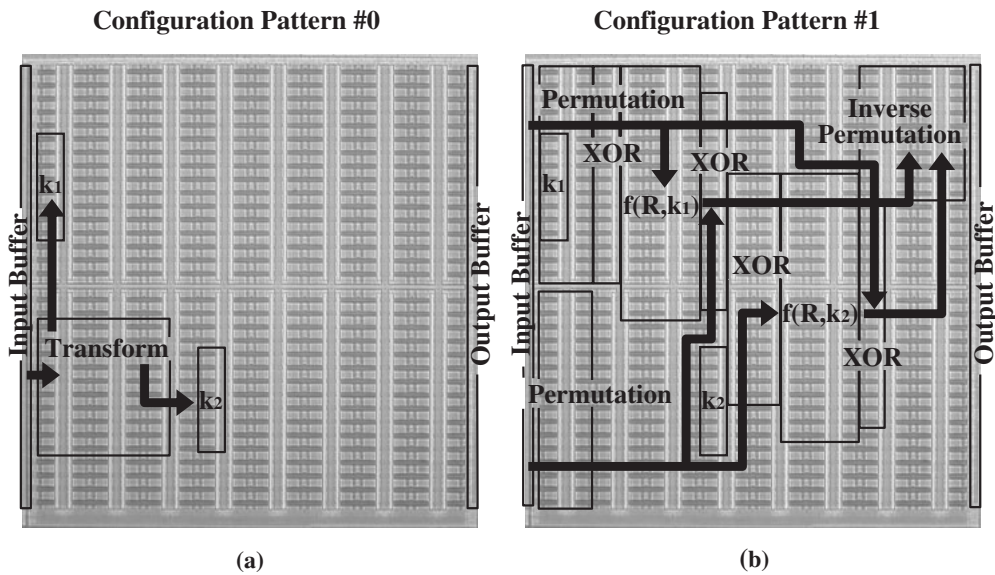 Configuration Pattern #0
Input Buffer
k1
Transform
k2
Output Buffer
(a)
Configuration Pattern #1
Input Buffer
Permutation
XOR
k1
f(R,k1)
XOR
Inverse
Permutation
XOR
f(R,k2)
XOR
Permutation
k2
Output Buffer
(b)